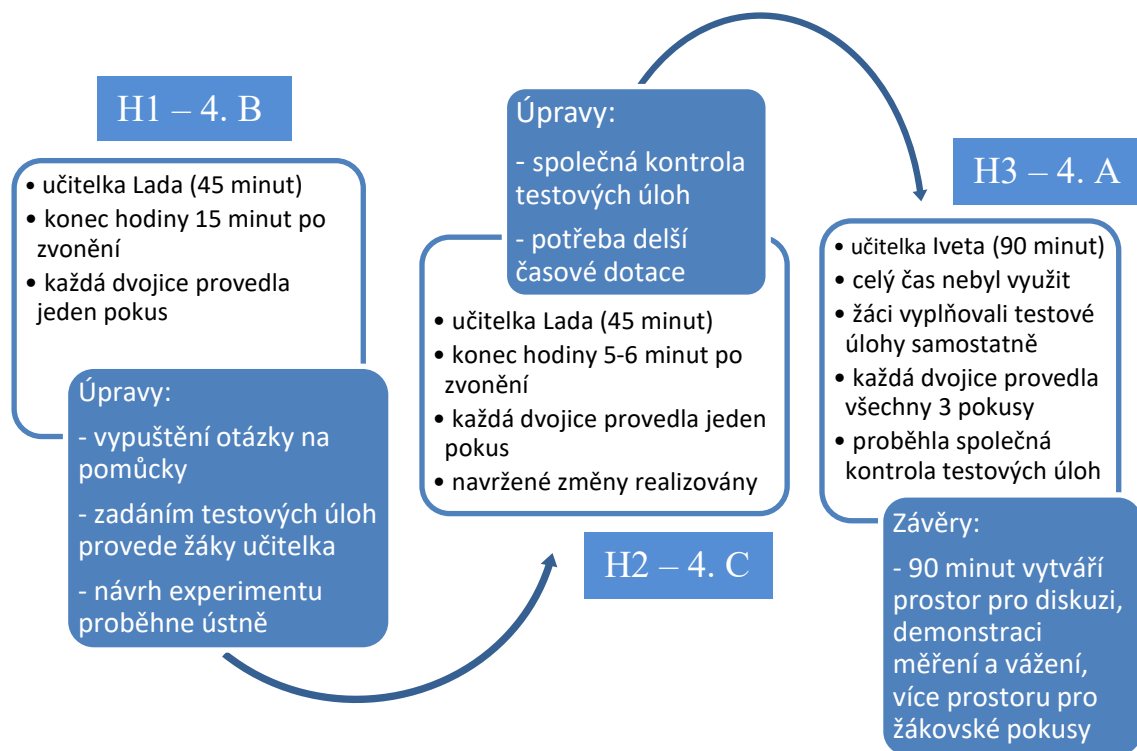 H1 – 4. B
• učitelka Lada (45 minut)
• konec hodiny 15 minut po
zvonění
• každá dvojice provedla
jeden pokus
Úpravy:
- vypuštění otázky na
pomůcky
- zadáním testových úloh
provede žáky učitelka
- návrh experimentu
proběhne ústně
Úpravy:
- společná kontrola
testových úloh
- potřeba delší
časové dotace
• učitelka Lada (45 minut)
• konec hodiny 5-6 minut po
zvonění
• každá dvojice provedla jeden
pokus
• navržené změny realizovány
H2 – 4. C
H3 – 4. A
• učitelka Iveta (90 minut)
• celý čas nebyl využit
• žáci vyplňovali testové
úlohy samostatně
• každá dvojice provedla
všechny 3 pokusy
• proběhla společná
kontrola testových úloh
Závěry:
- 90 minut vytváří
prostor pro diskuzi,
demonstraci
měření a vážení,
více prostoru pro
žákovské pokusy